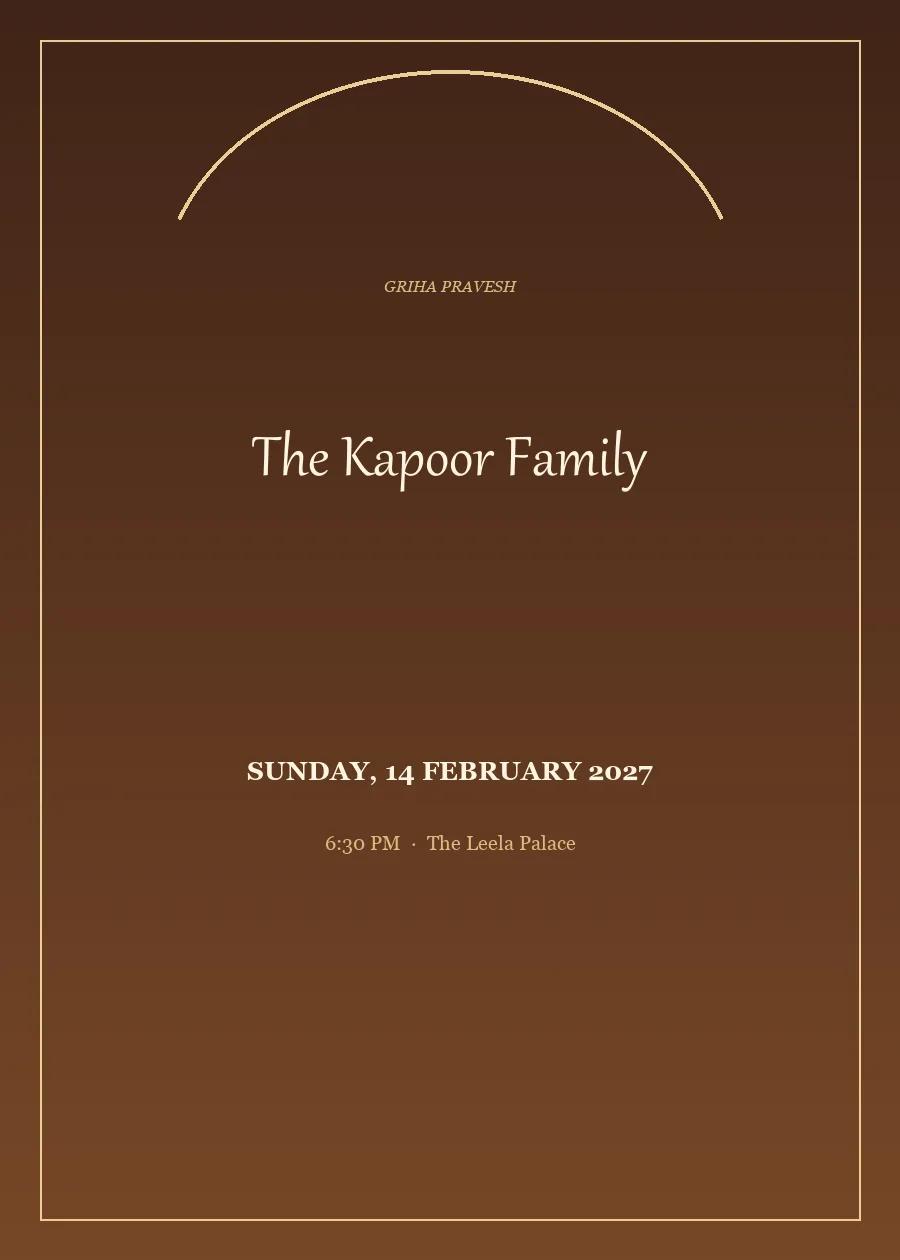 GRIHA PRAVESH
The Kapoor Family
SUNDAY, 14 FEBRUARY 2027
6:30 PM · The Leela Palace